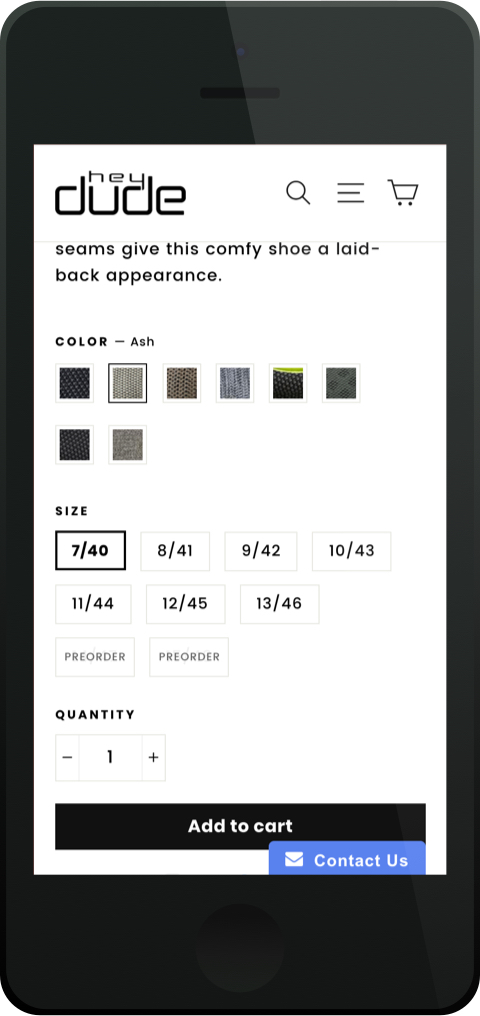 hey
dude
seams give this comfy shoe a laid-
back appearance.
COLOR — Ash
SIZE
7/40 8/41 9/42 10/43
11/44 12/45 13/46
PREORDER PREORDER
QUANTITY
− 1 +
Add to cart
Contact Us